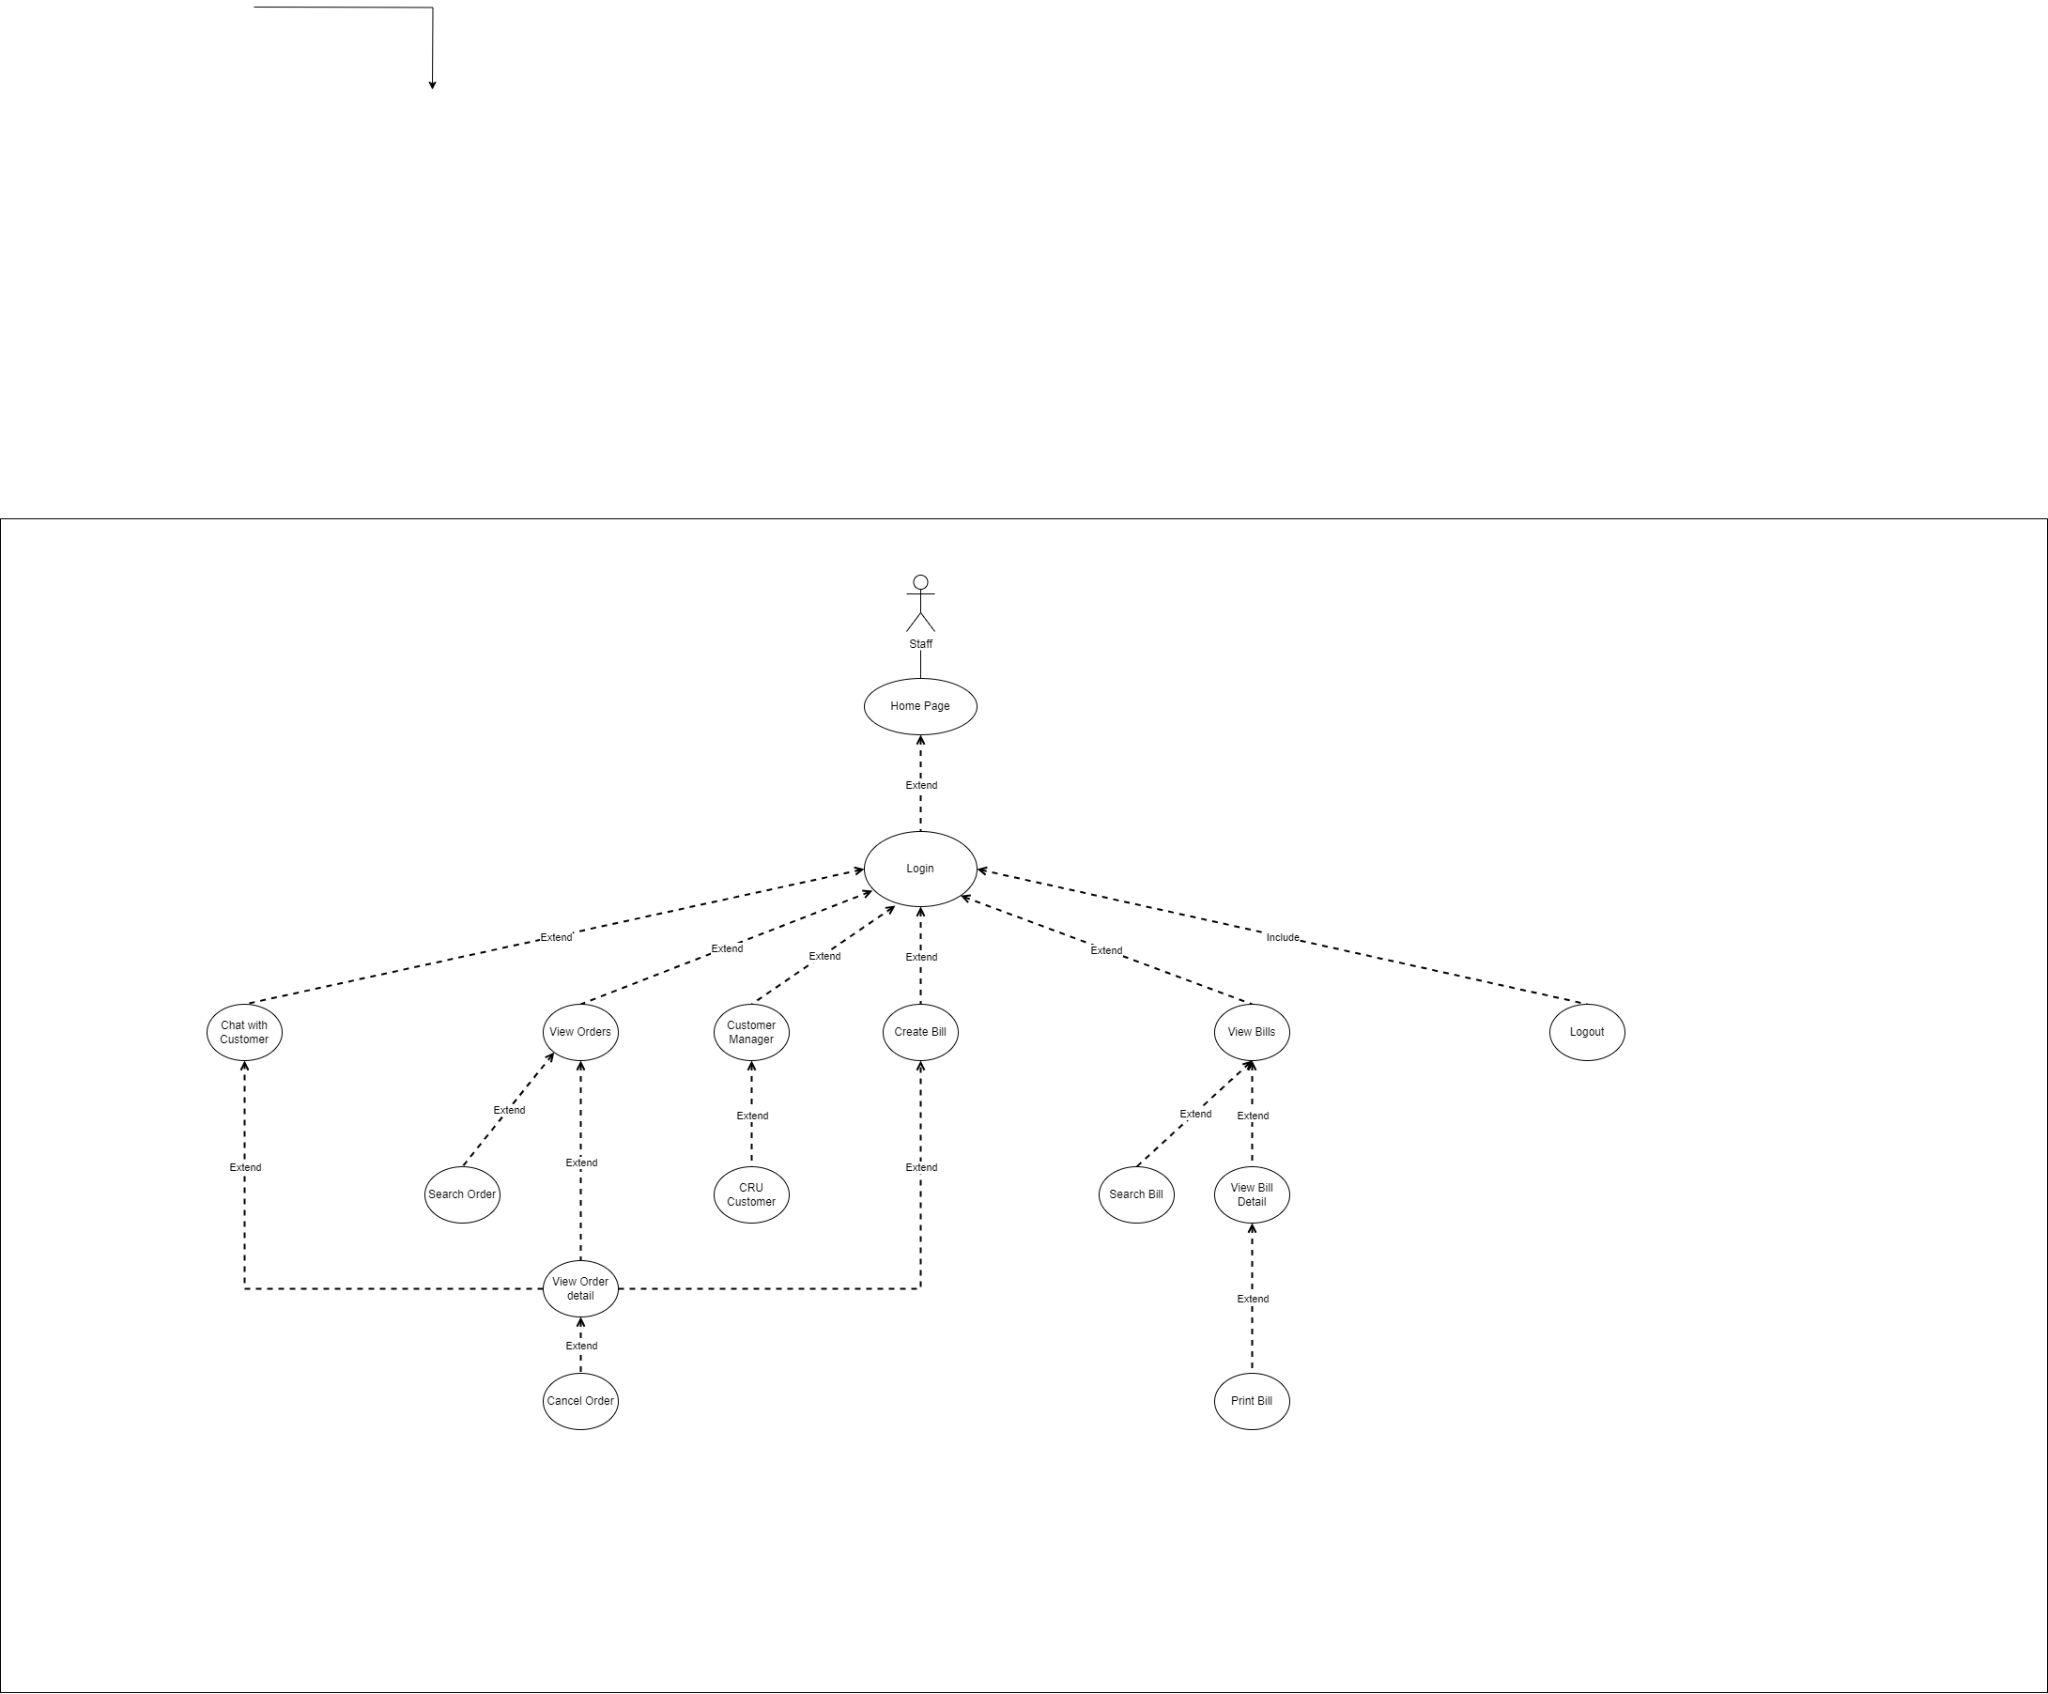 Staff
Home Page
Extend
Login
Extend
Extend
Extend
Extend
Extend
Include
Chat with
Customer
View Orders
Customer
Manager
Create Bill
View Bills
Logout
Extend
Extend
Extend
Extend
Extend
Extend
Extend
Search Order
CRU
Customer
Search Bill
View Bill
Detail
View Order
detail
Extend
Extend
Cancel Order
Print Bill